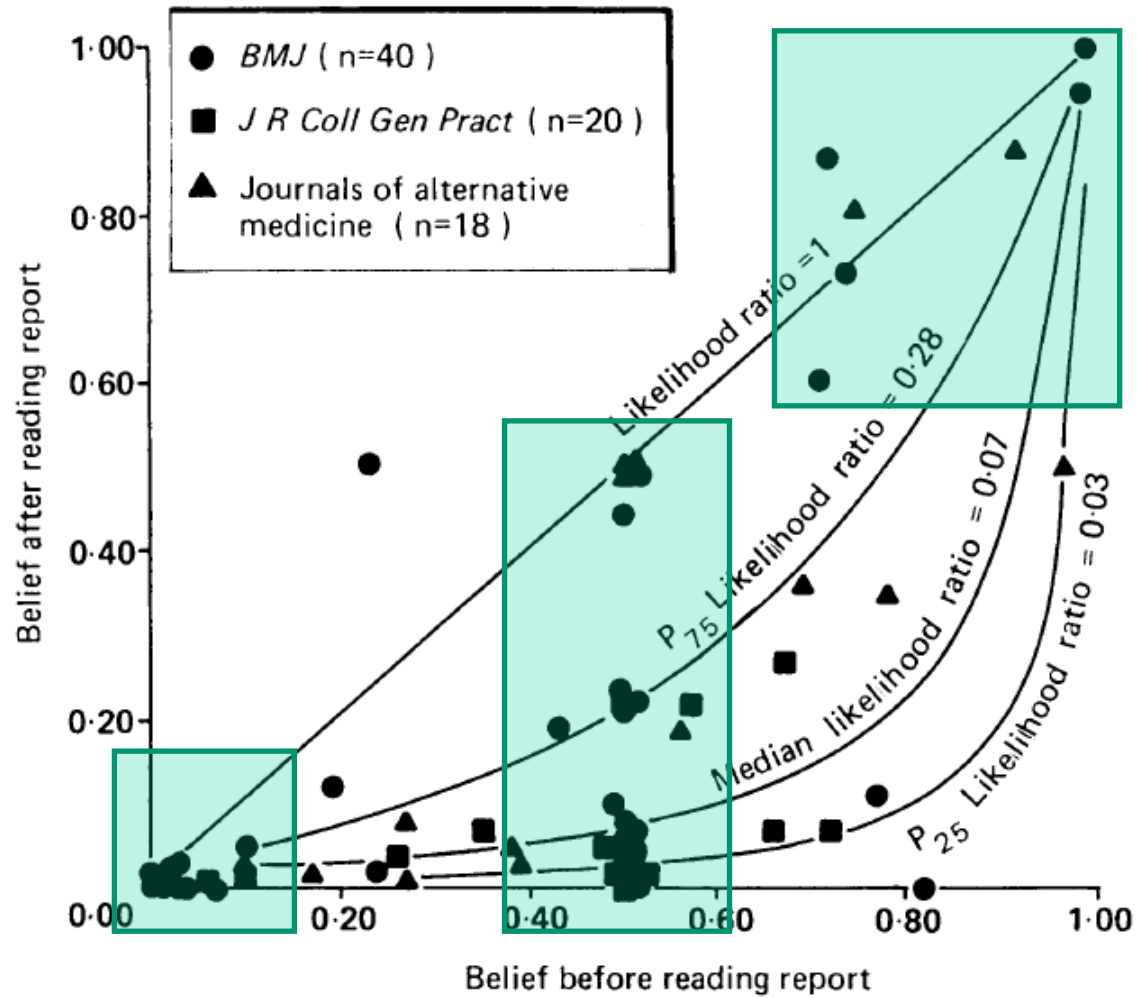 1·00
BMJ ( n=40 )
J R Coll Gen Pract ( n=20 )
Journals of alternative
medicine ( n=18 )
0·80
0·60
0·40
0·20
0·00
0·20
0·40
0·60
0·80
1·00
Likelihood ratio =1
P75 Likelihood ratio = 0·28
Median likelihood ratio = 0·07
P25 Likelihood ratio = 0·03
Belief after reading report
Belief before reading report